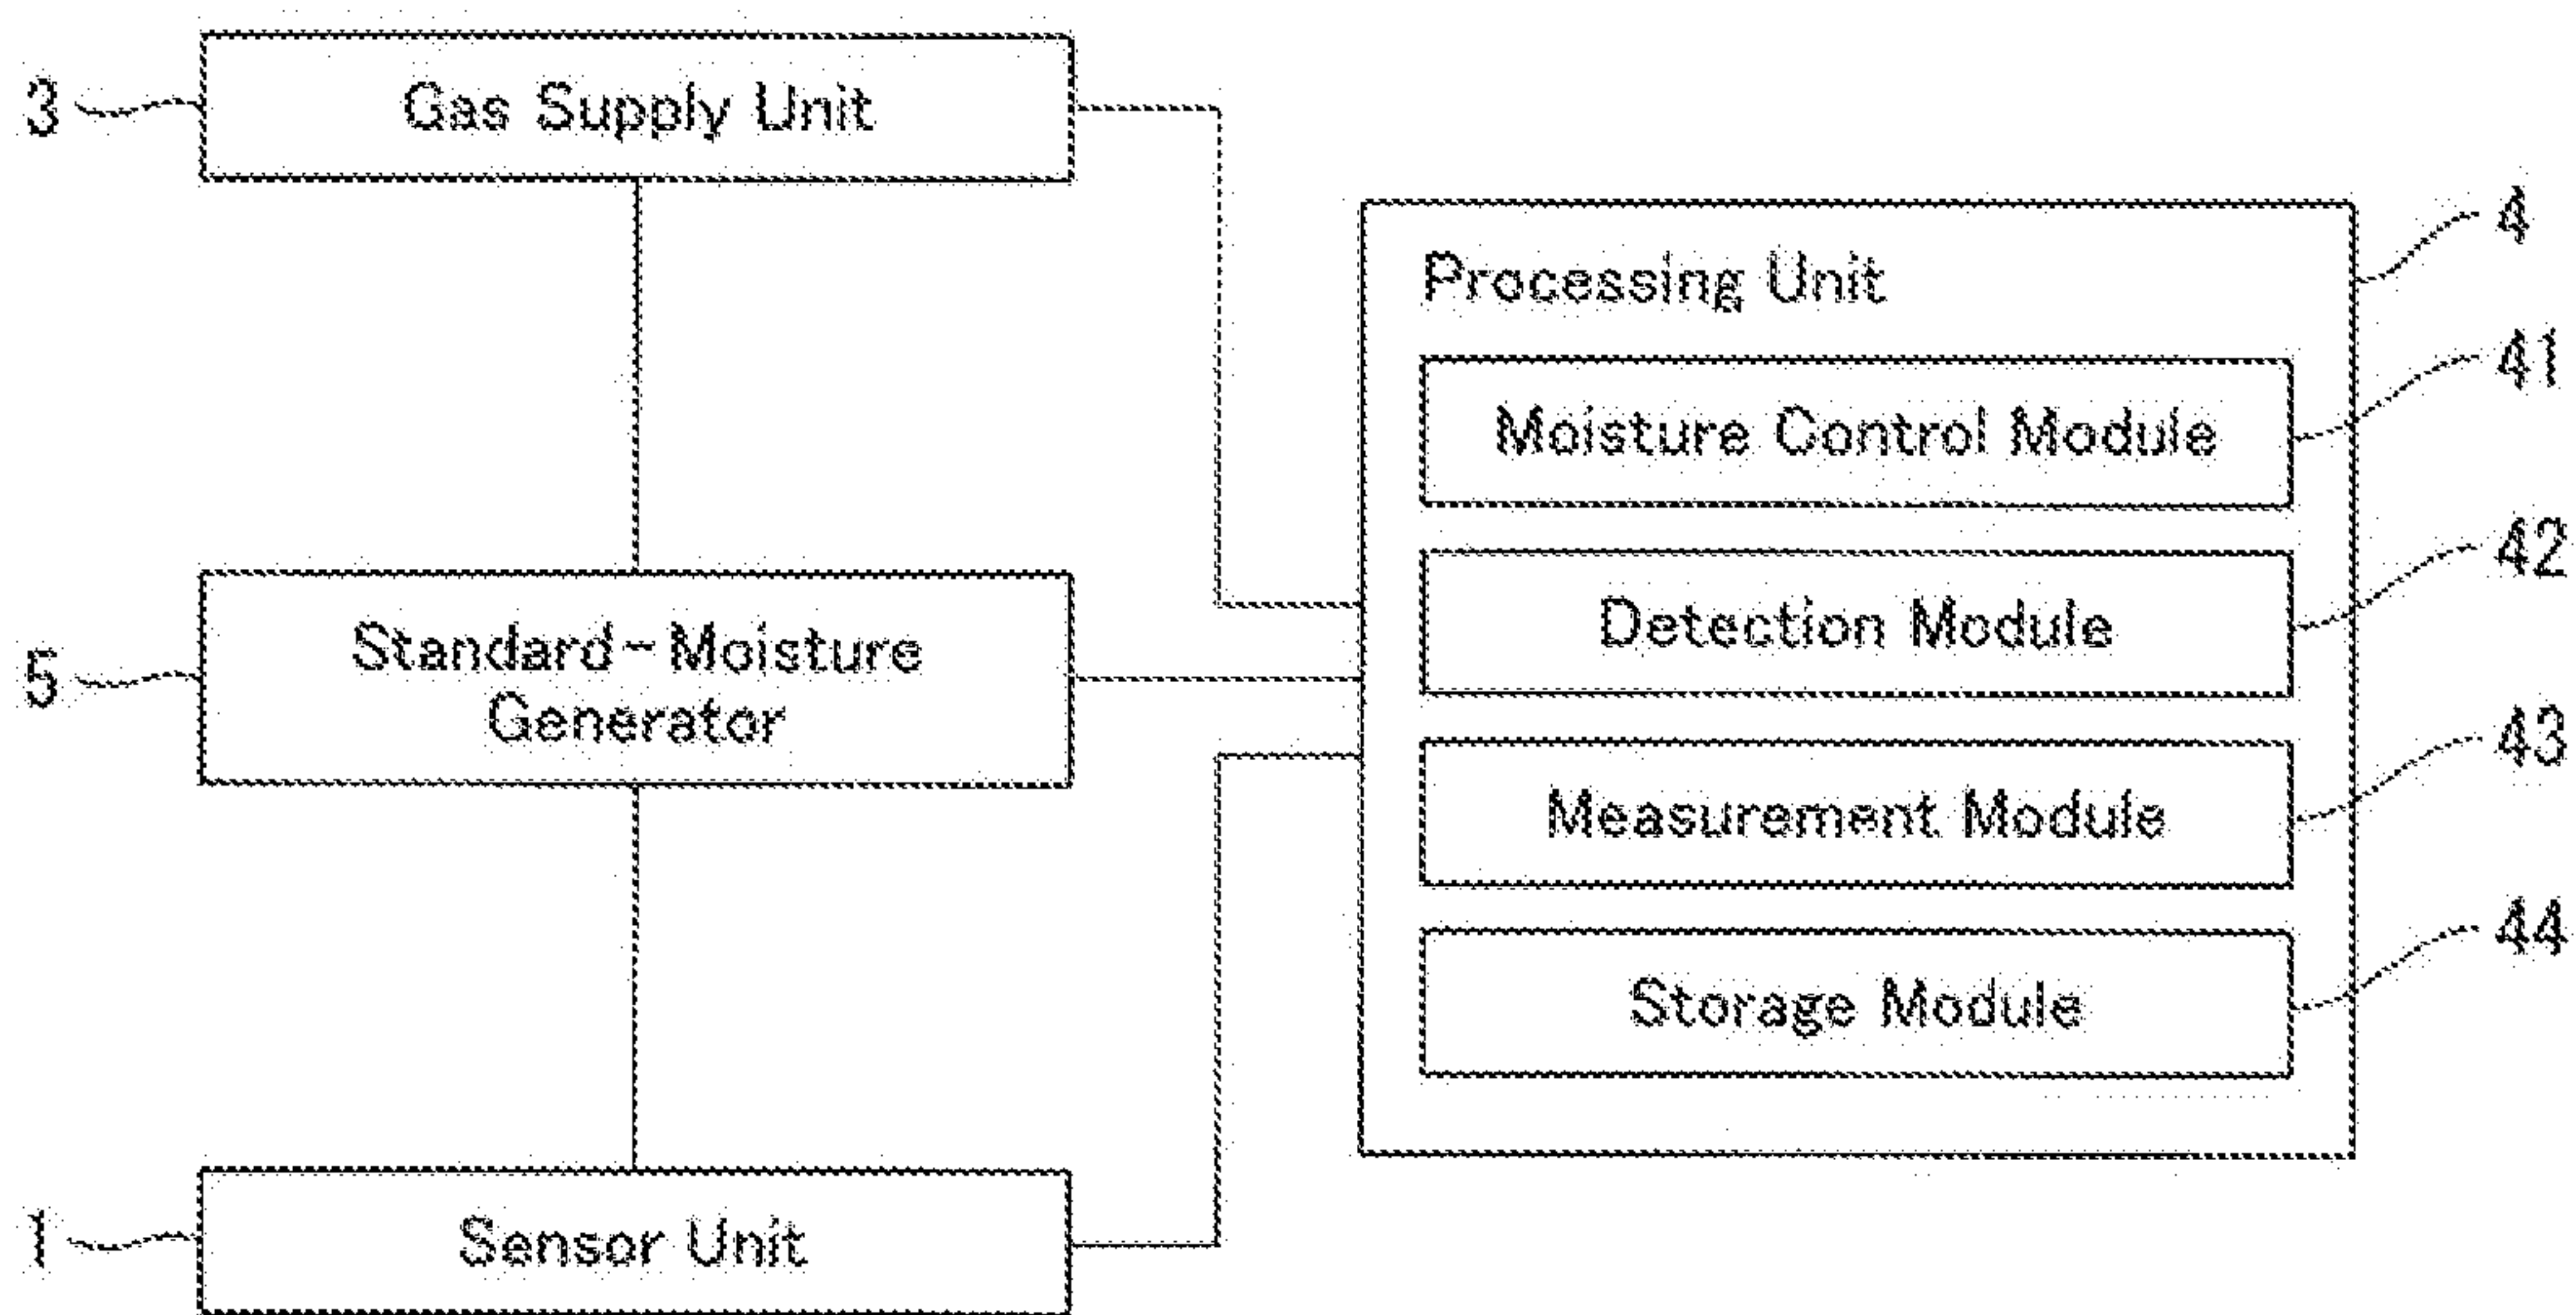 3
Gas Supply Unit
4
Processing Unit
41
Moisture Control Module
42
Detection Module
5
Standard-Moisture
Generator
43
Measurement Module
44
Storage Module
1
Sensor Unit